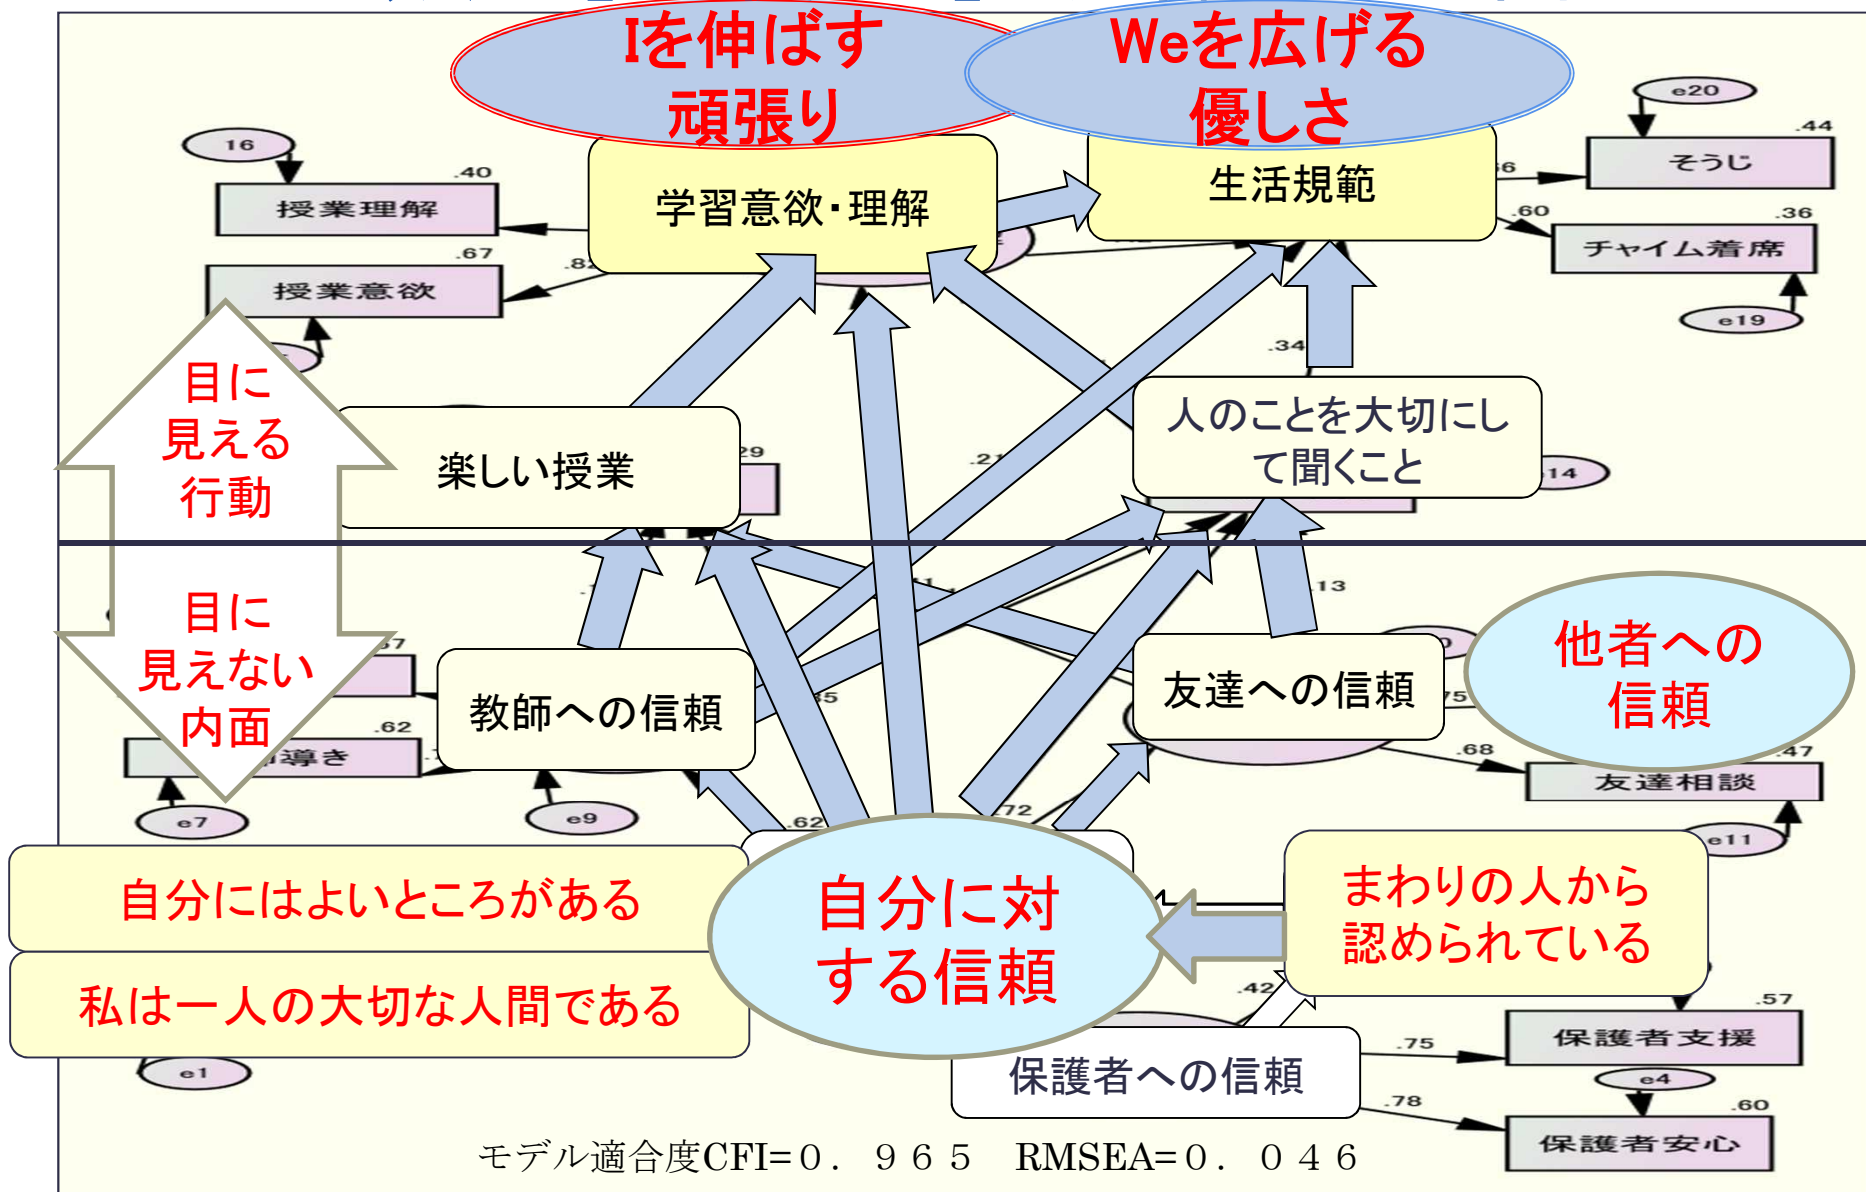 Iを伸ばす
頑張り
Weを広げる
優しさ
e20
.44
そうじ
16
.40
授業理解
学習意欲・理解
生活規範
.60
.36
チャイム着席
.67
.82
授業意欲
e19
.34
目に
見える
行動
楽しい授業
人のことを大切にし
て聞くこと
.21
.13
目に
見えない
内面
教師への信頼
友達への信頼
他者への
信頼
.62
導き
.68
.47
友達相談
e7
e9
.62
.72
e11
自分にはよいところがある
自分に対
する信頼
まわりの人から
認められている
私は一人の大切な人間である
.42
.57
保護者支援
e1
保護者への信頼
.75
e4
.78
.60
保護者安心
モデル適合度CFI=０．９６５　RMSEA=０．０４６